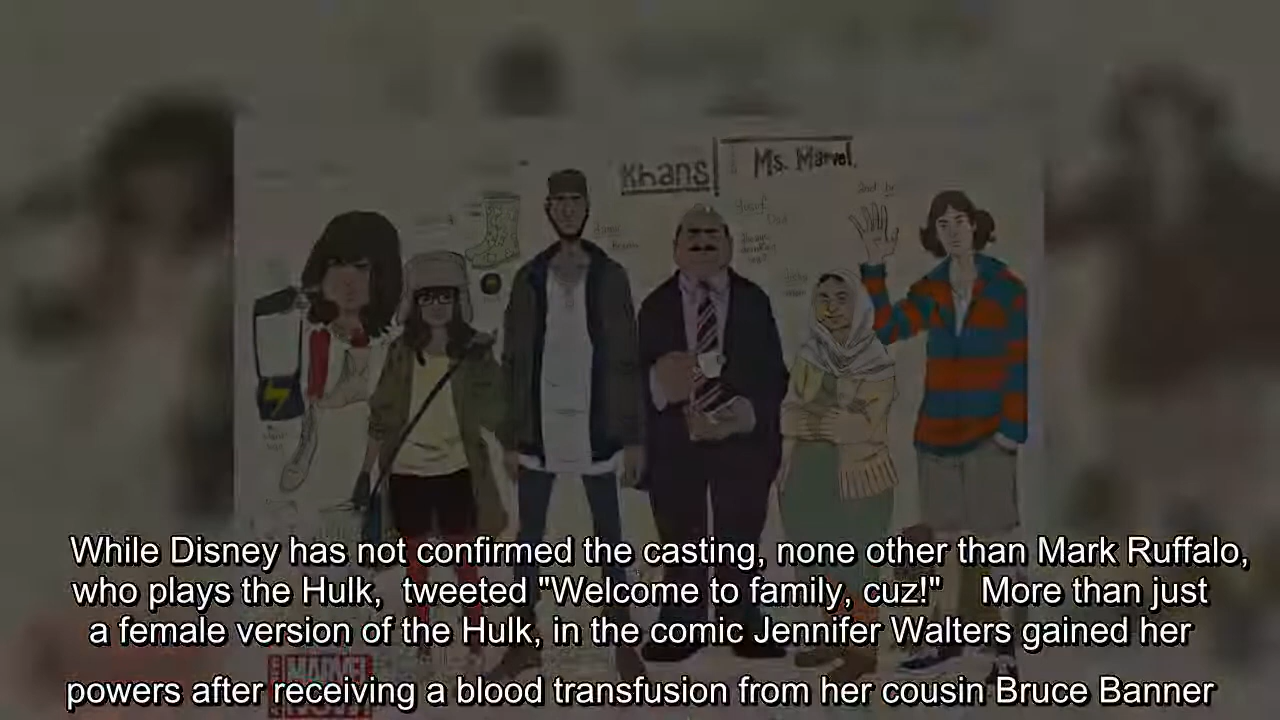 Khans
Ms. Marvel.
While Disney has not confirmed the casting, none other than Mark Ruffalo,
who plays the Hulk, tweeted "Welcome to family, cuz!" More than just
a female version of the Hulk, in the comic Jennifer Walters gained her
powers after receiving a blood transfusion from her cousin Bruce Banner
MARVEL